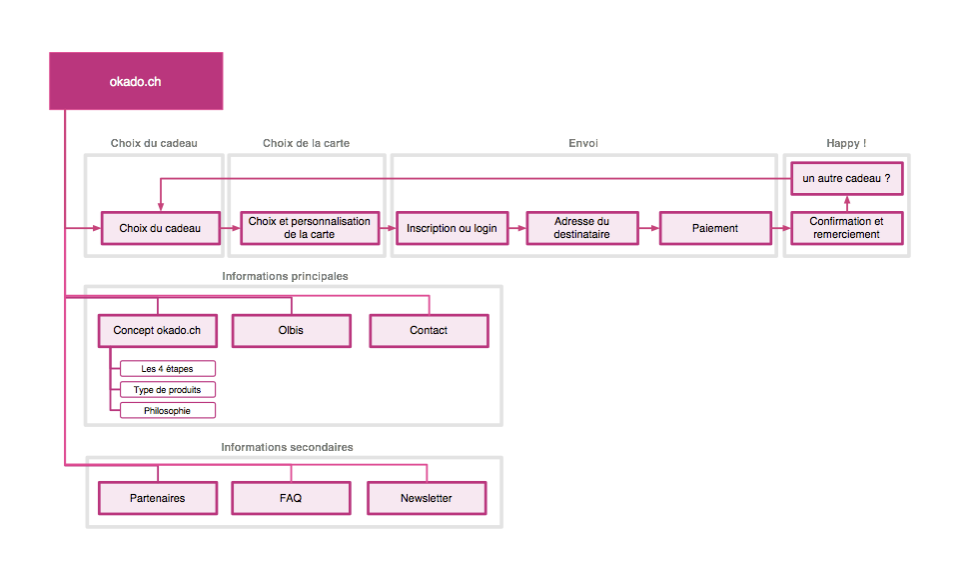 okado.ch
Choix du cadeau
Choix de la carte
Envoi
Happy !
un autre cadeau ?
Choix du cadeau
Choix et personnalisation
de la carte
Inscription ou login
Adresse du
destinataire
Paiement
Confirmation et
remerciement
Informations principales
Concept okado.ch
Olbis
Contact
Les 4 étapes
Type de produits
Philosophie
Informations secondaires
Partenaires
FAQ
Newsletter